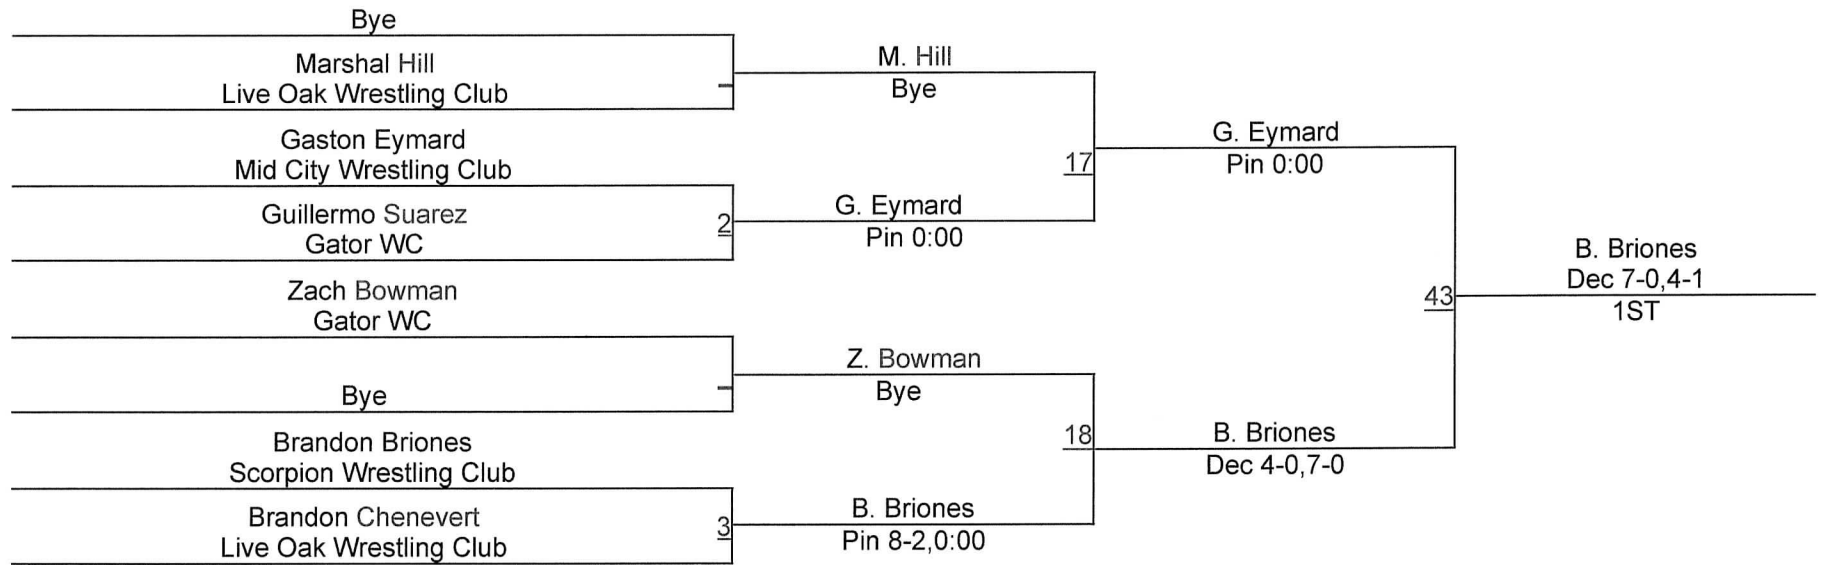 Bye
Marshal Hill
Live Oak Wrestling Club
Gaston Eymard
Mid City Wrestling Club
Guillermo Suarez
Gator WC
2
Zach Bowman
Gator WC
Bye
Brandon Briones
Scorpion Wrestling Club
Brandon Chenevert
Live Oak Wrestling Club
3
M. Hill
Bye
17
G. Eymard
Pin 0:00
Z. Bowman
Bye
18
B. Briones
Pin 8-2,0:00
G. Eymard
Pin 0:00
43
B. Briones
Dec 4-0,7-0
B. Briones
Dec 7-0,4-1
1ST